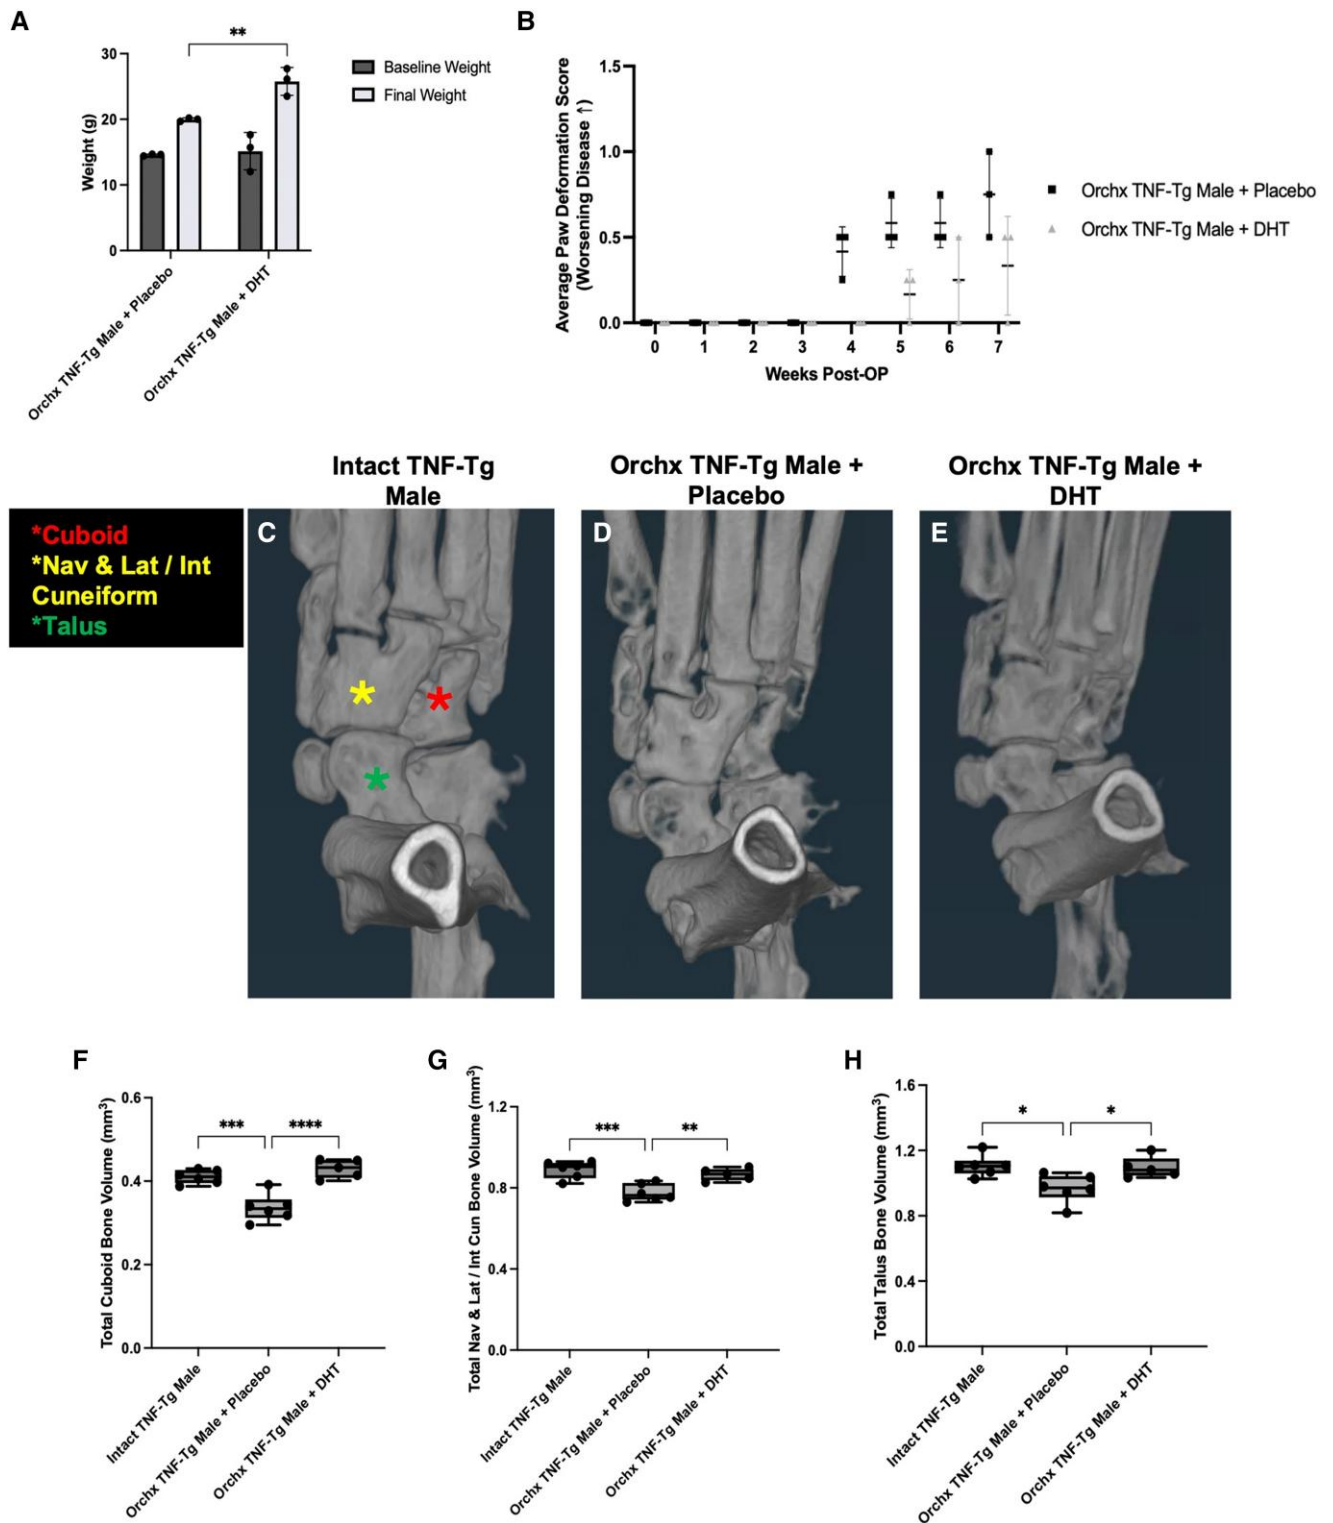 A
**
30
20
10
0
Weight (g)
Baseline Weight
Final Weight
Orchx TNF-Tg Male + Placebo
Orchx TNF-Tg Male + DHT
B
Average Paw Deformation Score
(Worsening Disease ↑)
1.5
1.0
0.5
0.0
0 1 2 3 4 5 6 7
Weeks Post-OP
Orchx TNF-Tg Male + Placebo
Orchx TNF-Tg Male + DHT
*Cuboid
*Nav & Lat / Int
Cuneiform
*Talus
Intact TNF-Tg
Male
C
* *
*
Orchx TNF-Tg Male +
Placebo
D
Orchx TNF-Tg Male +
DHT
E
F
Total Cuboid Bone Volume (mm³)
0.6
0.4
0.2
0.0
*** ****
Intact TNF-Tg Male
Orchx TNF-Tg Male + Placebo
Orchx TNF-Tg Male + DHT
G
Total Nav & Lat / Int Cun Bone Volume (mm³)
1.2
0.8
0.4
0.0
*** **
Intact TNF-Tg Male
Orchx TNF-Tg Male + Placebo
Orchx TNF-Tg Male + DHT
H
Total Talus Bone Volume (mm³)
1.6
1.2
0.8
0.4
0.0
* *
Intact TNF-Tg Male
Orchx TNF-Tg Male + Placebo
Orchx TNF-Tg Male + DHT